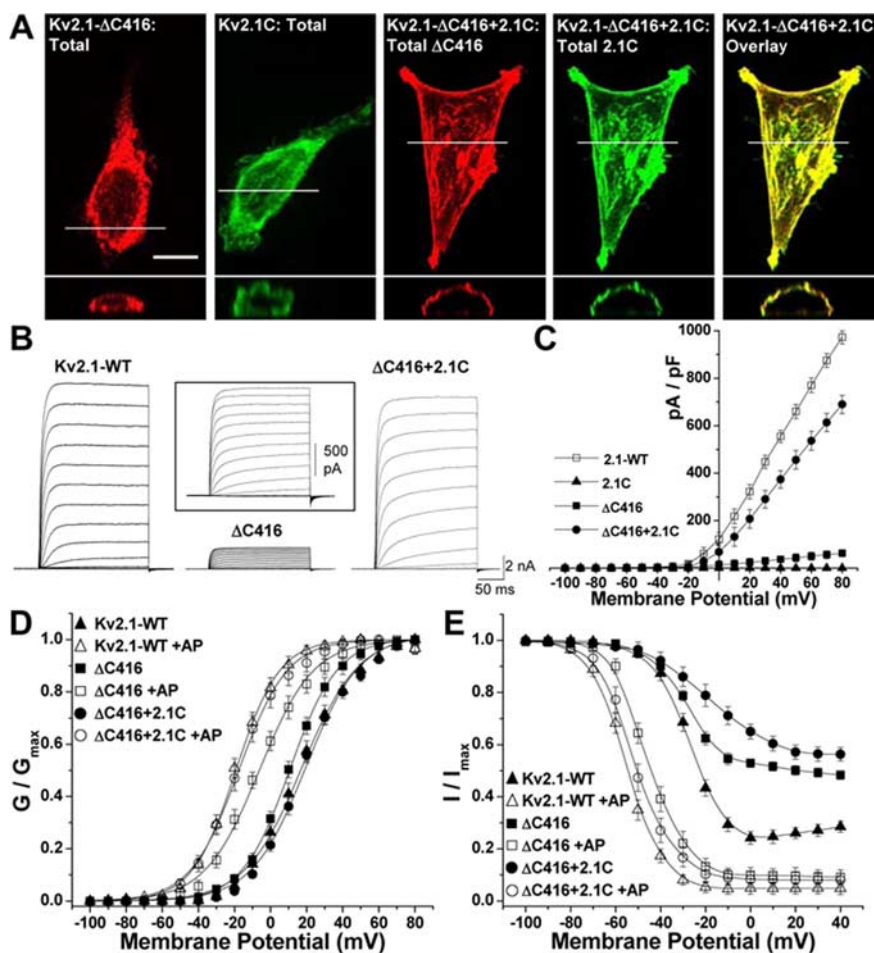 A
Kv2.1-ΔC416:
Total
Kv2.1C: Total
Kv2.1-ΔC416+2.1C:
Total ΔC416
Kv2.1-ΔC416+2.1C:
Total 2.1C
Kv2.1-ΔC416+2.1C
Overlay
B
Kv2.1-WT
500
pA
ΔC416
ΔC416+2.1C
2 nA
50 ms
C
pA / pF
1000
800
600
400
200
2.1-WT
2.1C
ΔC416
ΔC416+2.1C
-100 -80 -60 -40 -20 0 20 40 60 80
Membrane Potential (mV)
D
G / Gmax
1.0
0.8
0.6
0.4
0.2
0.0
Kv2.1-WT
Kv2.1-WT +AP
ΔC416
ΔC416 +AP
ΔC416+2.1C
ΔC416+2.1C +AP
-100 -80 -60 -40 -20 0 20 40 60 80
Membrane Potential (mV)
E
I / Imax
1.0
0.8
0.6
0.4
0.2
0.0
Kv2.1-WT
Kv2.1-WT +AP
ΔC416
ΔC416 +AP
ΔC416+2.1C
ΔC416+2.1C +AP
-100 -80 -60 -40 -20 0 20 40
Membrane Potential (mV)